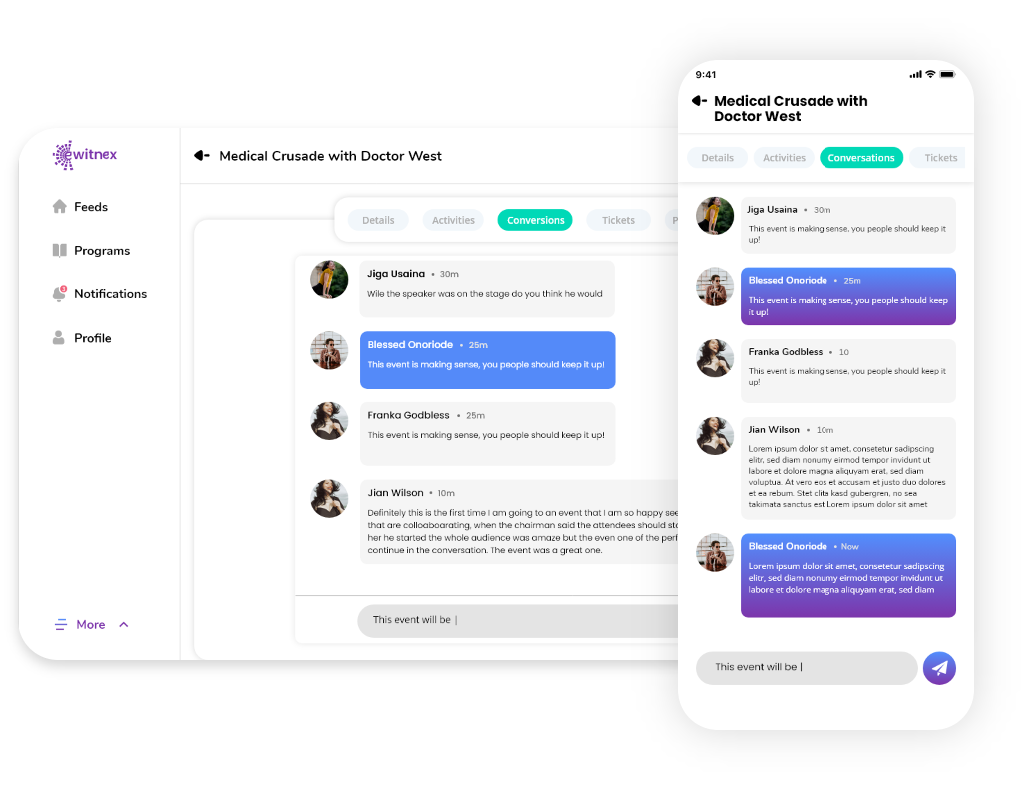 ewitnex
Feeds
Programs
Notifications
3
Profile
More
Medical Crusade with Doctor West
Details
Activities
Conversions
Tickets
P
Jiga Usaina • 30m
Wile the speaker was on the stage do you think he would
Blessed Onoriode • 25m
This event is making sense, you people should keep it up!
Franka Godbless • 25m
This event is making sense, you people should keep it up!
Jian Wilson • 10m
Definitely this is the first time I am going to an event that I am so happy see
that are colloaboarating, when the chairman said the attendees should sta
her he started the whole audience was amaze but the even one of the perf
continue in the conversation. The event was a great one.
This event will be |
9:41
Medical Crusade with
Doctor West
Details
Activities
Conversations
Tickets
Jiga Usaina • 30m
This event is making sense, you people should keep it
up!
Blessed Onoriode • 25m
This event is making sense, you people should keep
it up!
Franka Godbless • 10
This event is making sense, you people should keep it
up!
Jian Wilson • 10m
Lorem ipsum dolor sit amet, consetetur sadipscing
elitr, sed diam nonumy eirmod tempor invidunt ut
labore et dolore magna aliquyam erat, sed diam
voluptua. At vero eos et accusam et justo duo dolores
et ea rebum. Stet clita kasd gubergren, no sea
takimata sanctus est Lorem ipsum dolor sit amet
Blessed Onoriode • Now
Lorem ipsum dolor sit amet, consetetur sadipscing
elitr, sed diam nonumy eirmod tempor invidunt ut
labore et dolore magna aliquyam erat, sed diam
This event will be |